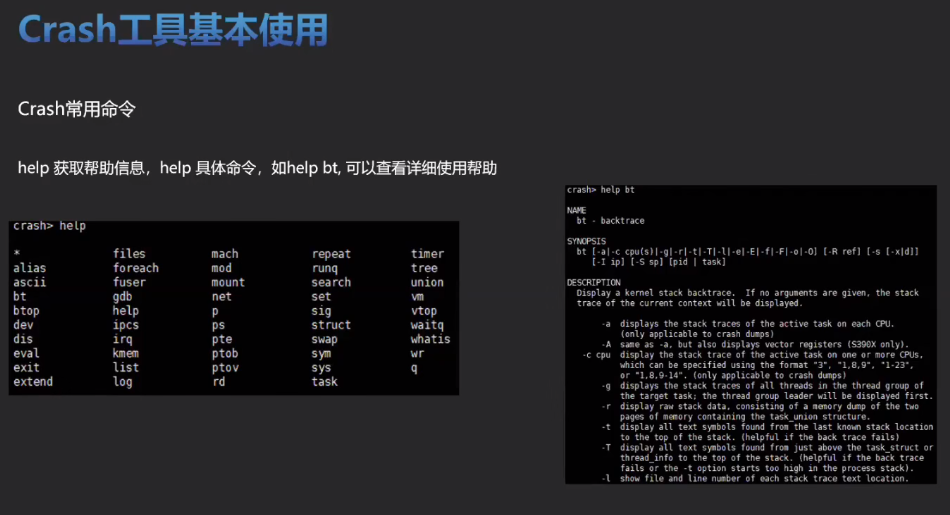 Crash工具基本使用
Crash常用命令
help 获取帮助信息，help 具体命令，如help bt, 可以查看详细使用帮助
crash> help
* files mach repeat timer
alias foreach mod runq tree
ascii fuser mount search union
bt gdb net set vm
btop help p sig vtop
dev ipcs ps struct waitq
dis irq pte swap whatis
eval kmem ptob sym wr
exit list ptov sys q
extend log rd task
crash> help bt
NAME
bt - backtrace
SYNOPSIS
bt [-a|-c cpu(s)|-g|-r|-t|-T|-l|-e|-E|-f|-F|-o|-O] [-R ref] [-s [-x|d]]
[-I ip] [-S sp] [pid | task]
DESCRIPTION
Display a kernel stack backtrace. If no arguments are given, the stack
trace of the current context will be displayed.
-a displays the stack traces of the active task on each CPU.
(only applicable to crash dumps)
-A same as -a, but also displays vector registers (S390X only).
-c cpu display the stack trace of the active task on one or more CPUs,
which can be specified using the format "3", "1,8,9", "1-23",
or "1,8,9-14". (only applicable to crash dumps)
-g displays the stack traces of all threads in the thread group of
the target task; the thread group leader will be displayed first.
-r display raw stack data, consisting of a memory dump of the two
pages of memory containing the task_union structure.
-t display all text symbols found from the last known stack location
to the top of the stack. (helpful if the back trace fails)
-T display all text symbols found from just above the task_struct or
thread_info to the top of the stack. (helpful if the back trace
fails or the -t option starts too high in the process stack).
-l show file and line number of each stack trace text location.